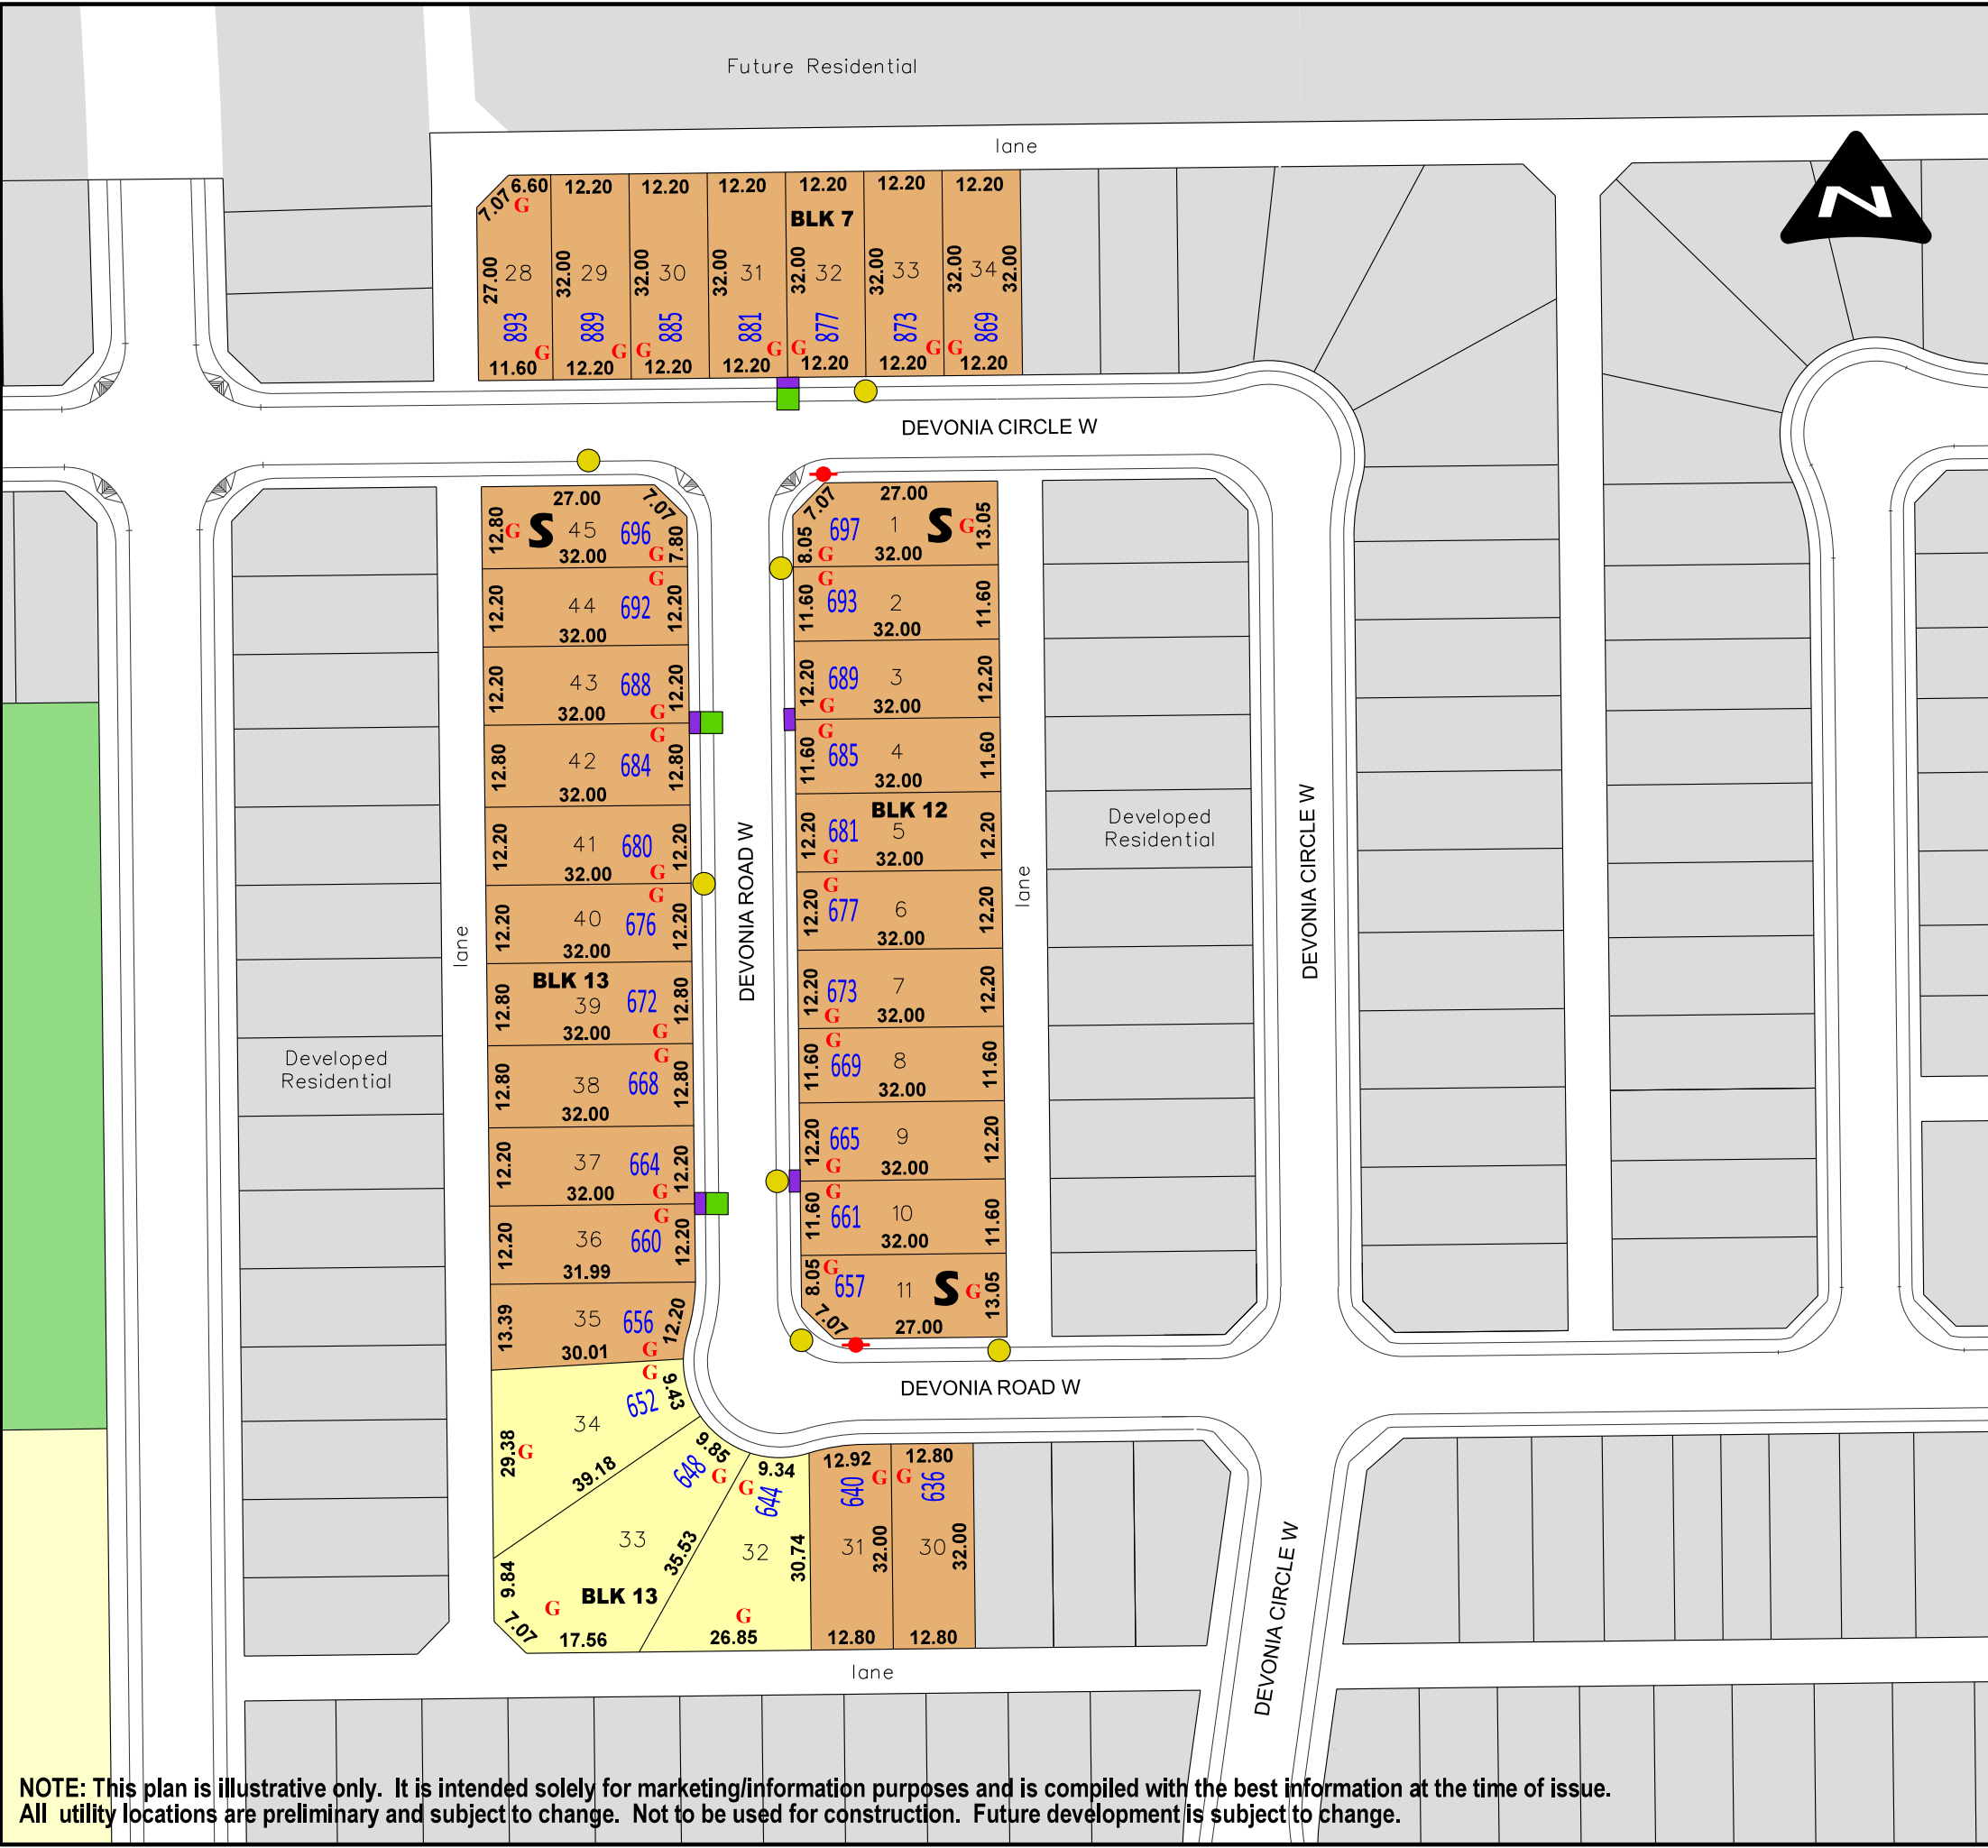 Future Residential
lane
6.60 12.20 12.20 12.20 12.20 12.20 12.20
7.07 G
BLK 7
27.00 28 32.00 29 32.00 30 32.00 31 32.00 32 32.00 33 32.00 34 32.00
893 889 885 881 877 873 869
G G G G G G G
11.60 12.20 12.20 12.20 12.20 12.20 12.20
DEVONIA CIRCLE W
27.00 7.07
12.80 G S 45 696 7.80
32.00 G
G
12.20 44 692 12.20
32.00
12.20 43 688 12.20
32.00 G
G
12.80 42 684 12.80
32.00
12.20 41 680 12.20
32.00 G
G
12.20 40 676 12.20
32.00
BLK 13
12.80 39 672 12.80
32.00 G
G
12.80 38 668 12.80
32.00
12.20 37 664 12.20
32.00 G
G
12.20 36 660 12.20
31.99
13.39 35 656 12.20
30.01 G
G
652 9.43
34
29.38 G
39.18
9.85
648 G
33
35.53
9.84
BLK 13
G
7.07 17.56
9.34
G 644
32 30.74
G
26.85
12.92 12.80
640 G G 636
31 32.00 30 32.00
12.80 12.80
lane
DEVONIA ROAD W
7.07 27.00
8.05 697 1 S G 13.05
G 32.00
G
11.60 693 2 11.60
32.00
12.20 689 3 12.20
G 32.00
G
11.60 685 4 11.60
32.00
BLK 12
12.20 681 5 12.20
G 32.00
G
12.20 677 6 12.20
32.00
12.20 673 7 12.20
G 32.00
G
11.60 669 8 11.60
32.00
12.20 665 9 12.20
G 32.00
G
11.60 661 10 11.60
32.00
8.05 G 657 11 S G 13.05
7.07 27.00
DEVONIA ROAD W
lane
lane
Developed
Residential
Developed
Residential
DEVONIA CIRCLE W
DEVONIA CIRCLE W
N
NOTE: This plan is illustrative only. It is intended solely for marketing/information purposes and is compiled with the best information at the time of issue.
All utility locations are preliminary and subject to change. Not to be used for construction. Future development is subject to change.